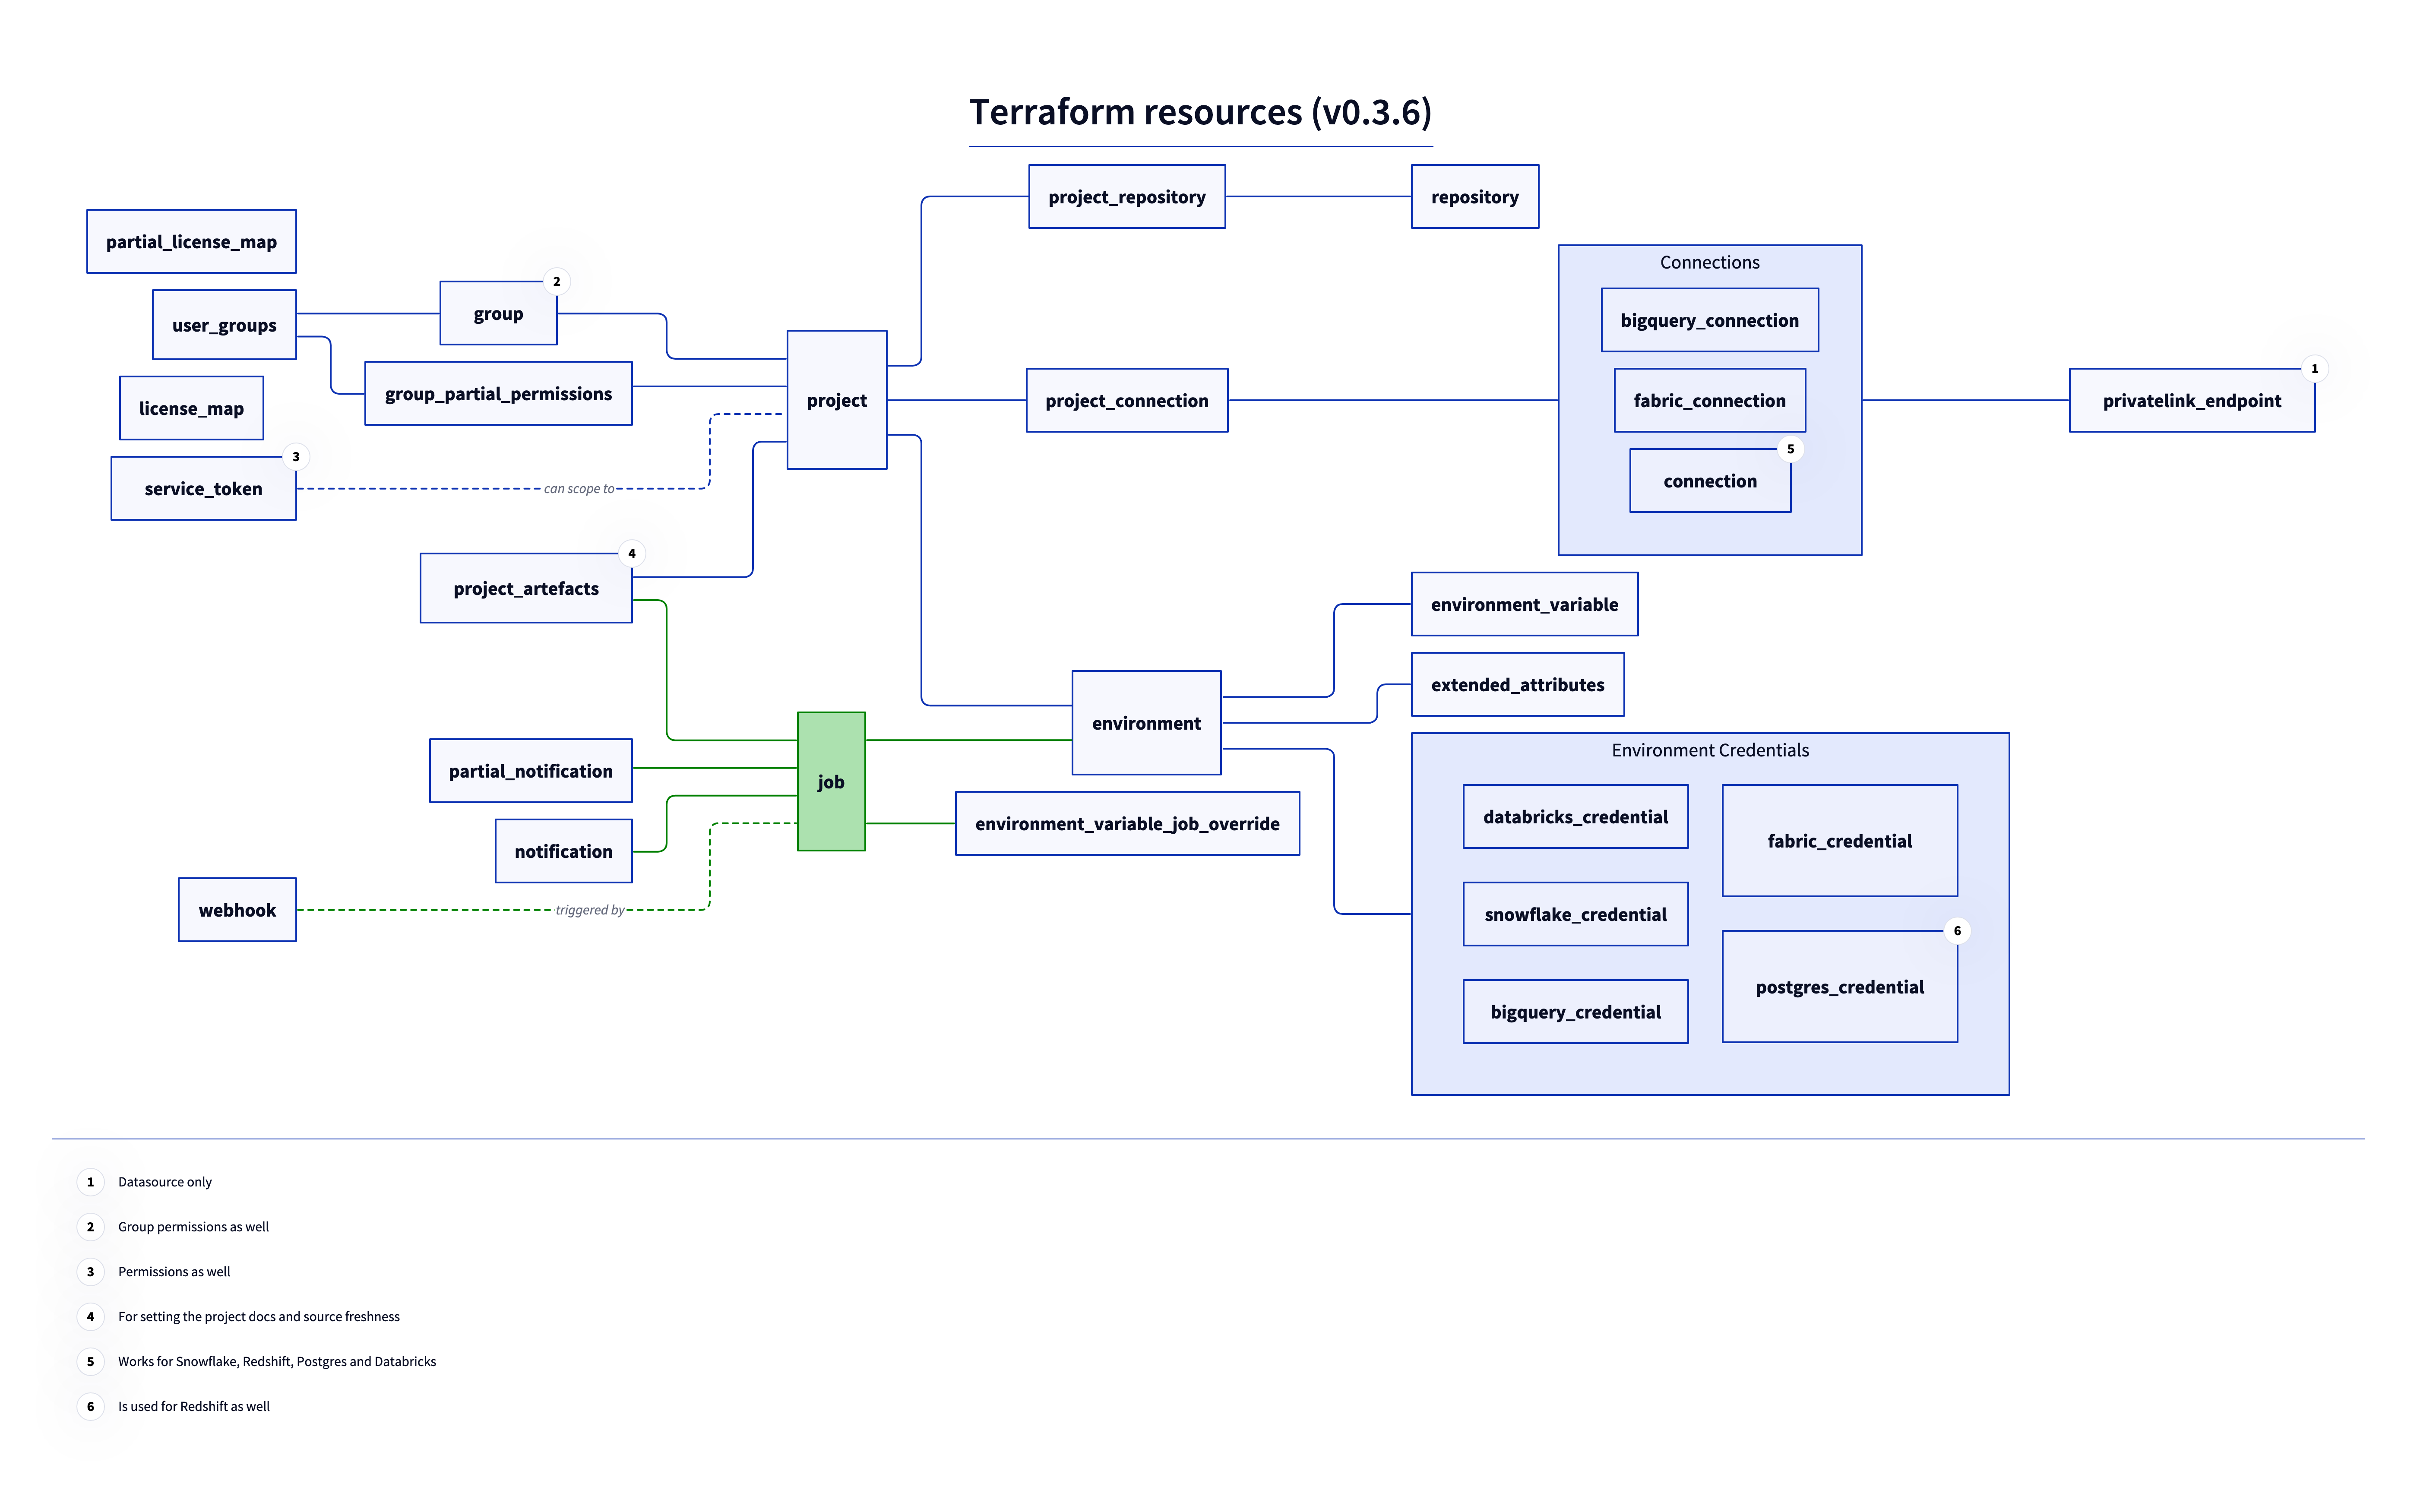 Terraform resources (v0.3.6)
project_repository
repository
partial_license_map
Connections
2
group
user_groups
bigquery_connection
project
1
group_partial_permissions
license_map
project_connection
fabric_connection
privatelink_endpoint
3
service_token
can scope to
5
connection
4
project_artefacts
environment_variable
extended_attributes
environment
Environment Credentials
partial_notification
job
databricks_credential
fabric_credential
environment_variable_job_override
notification
webhook
triggered by
snowflake_credential
6
postgres_credential
bigquery_credential
1 Datasource only
2 Group permissions as well
3 Permissions as well
4 For setting the project docs and source freshness
5 Works for Snowflake, Redshift, Postgres and Databricks
6 Is used for Redshift as well